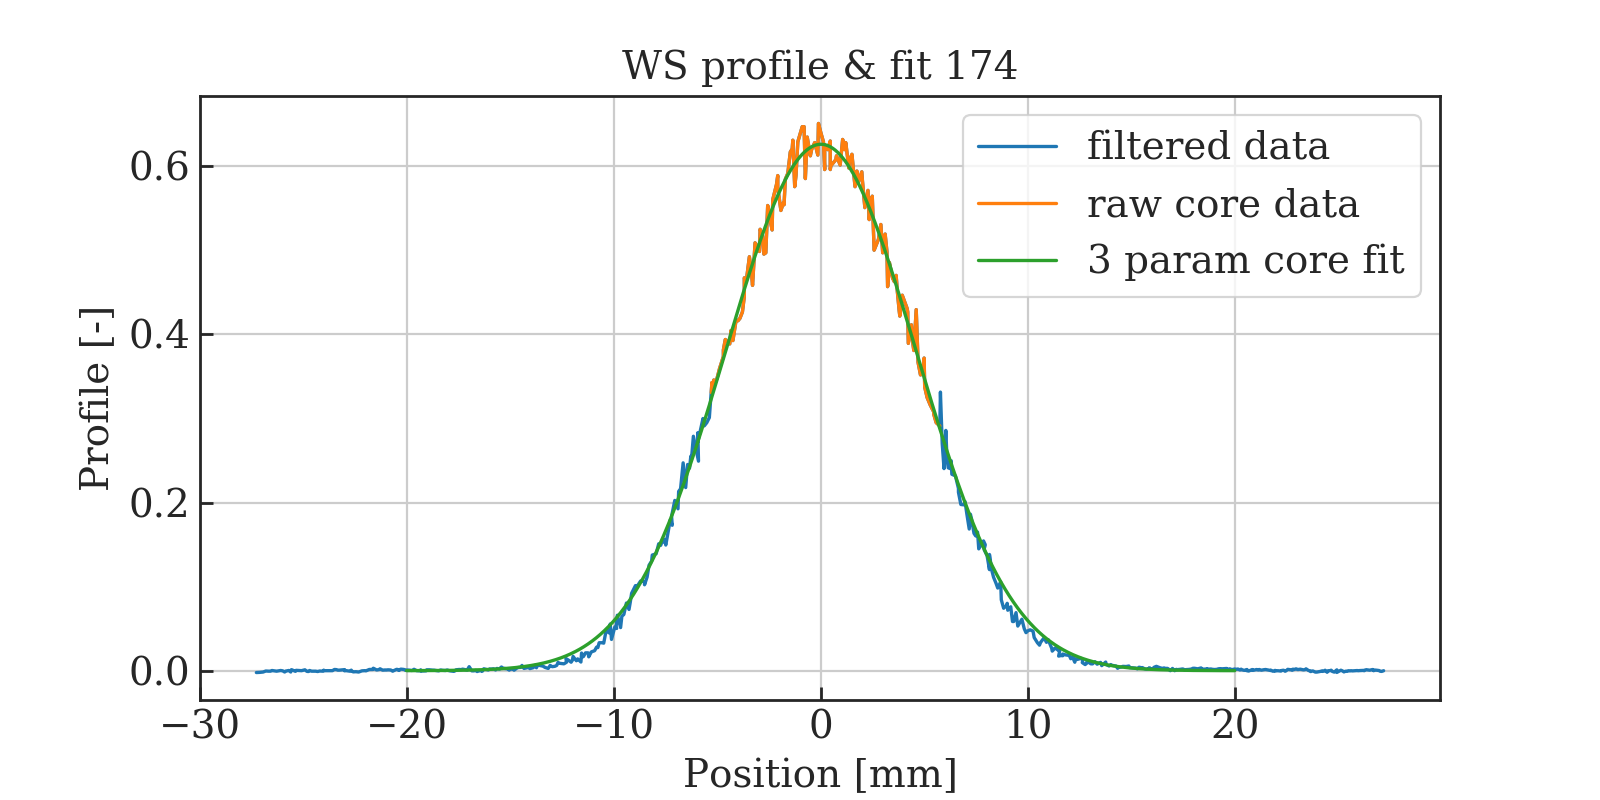 WS profile & fit 174
filtered data
raw core data
3 param core fit
Profile [-]
0.6
0.4
0.2
0.0
−30
−20
−10
0
10
20
Position [mm]